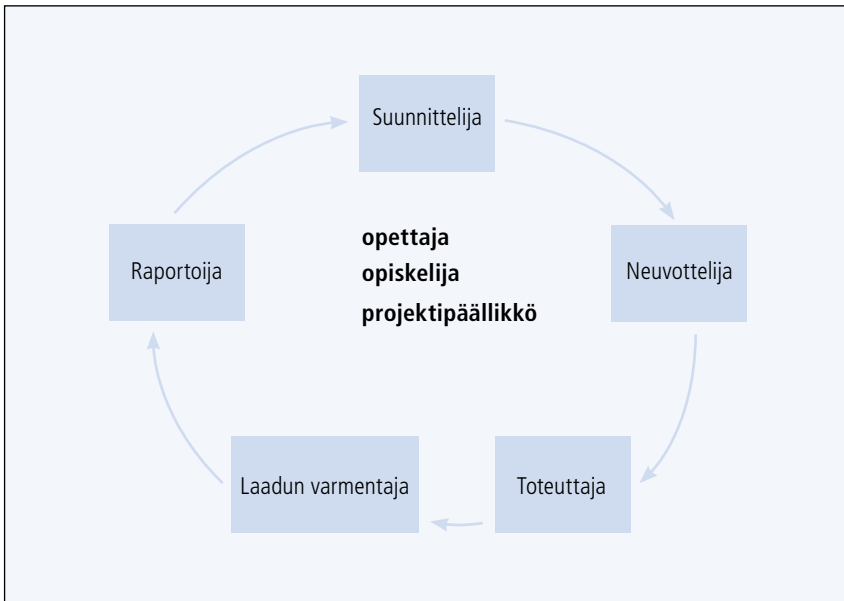 Suunnittelija
opettaja
opiskelija
projektipäällikkö
Raportoija
Neuvottelija
Laadun varmentaja
Toteuttaja